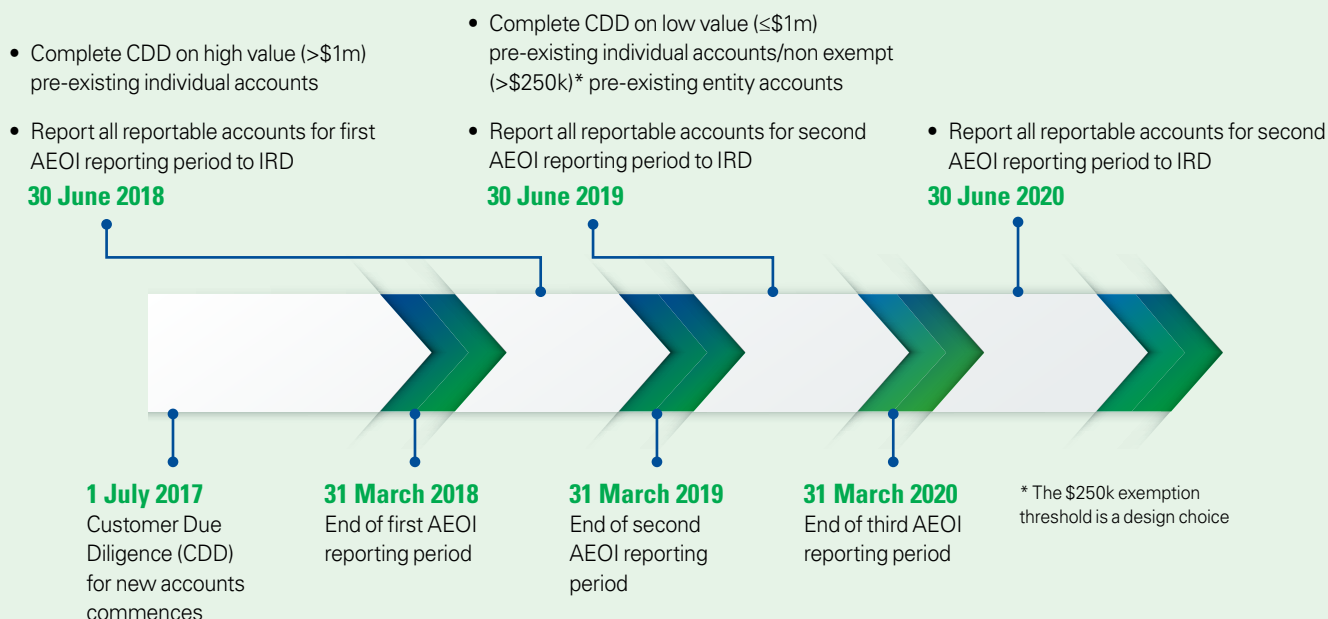 • Complete CDD on high value (>$1m)
pre-existing individual accounts
• Report all reportable accounts for first
AEOI reporting period to IRD
30 June 2018
• Complete CDD on low value (≤$1m)
pre-existing individual accounts/non exempt
(>$250k)* pre-existing entity accounts
• Report all reportable accounts for second
AEOI reporting period to IRD
30 June 2019
• Report all reportable accounts for second
AEOI reporting period to IRD
30 June 2020
1 July 2017
Customer Due
Diligence (CDD)
for new accounts
commences
31 March 2018
End of first AEOI
reporting period
31 March 2019
End of second
AEOI reporting
period
31 March 2020
End of third AEOI
reporting period
* The $250k exemption
threshold is a design choice